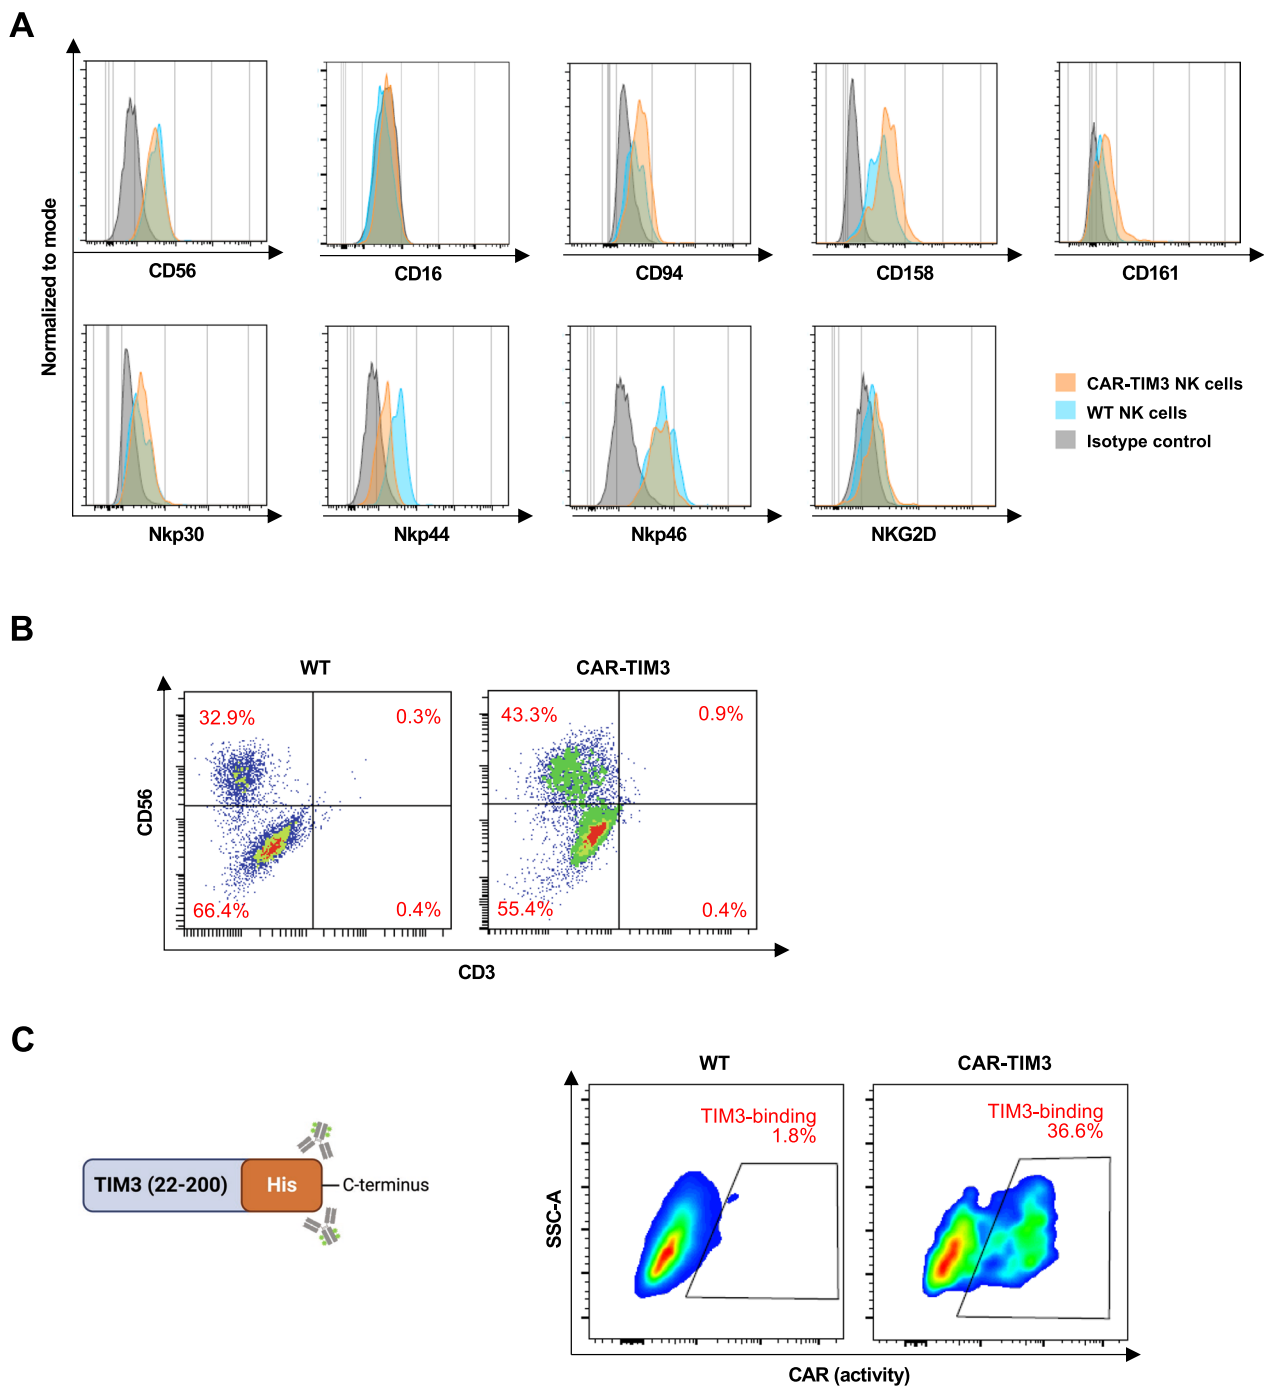 A
Normalized to mode
CD56
CD16
CD94
CD158
CD161
Nkp30
Nkp44
Nkp46
NKG2D
CAR-TIM3 NK cells
WT NK cells
Isotype control
B
WT
CAR-TIM3
32.9%
0.3%
43.3%
0.9%
CD56
66.4%
0.4%
55.4%
0.4%
CD3
C
TIM3 (22-200)
His
C-terminus
WT
CAR-TIM3
TIM3-binding
1.8%
TIM3-binding
36.6%
SSC-A
CAR (activity)